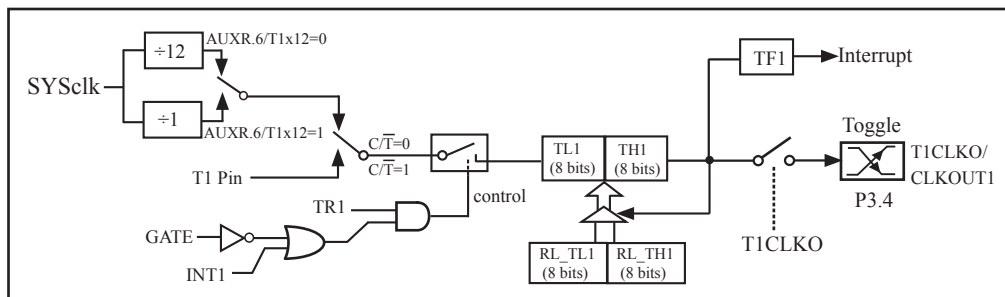 ÷12
AUXR.6/T1x12=0
SYSclk
÷1
AUXR.6/T1x12=1
T1 Pin
C/T̅=0
C/T̅=1
control
TR1
GATE
INT1
TL1
(8 bits)
TH1
(8 bits)
RL_TL1
(8 bits)
RL_TH1
(8 bits)
TF1
Interrupt
Toggle
T1CLKO/
CLKOUT1
P3.4
T1CLKO